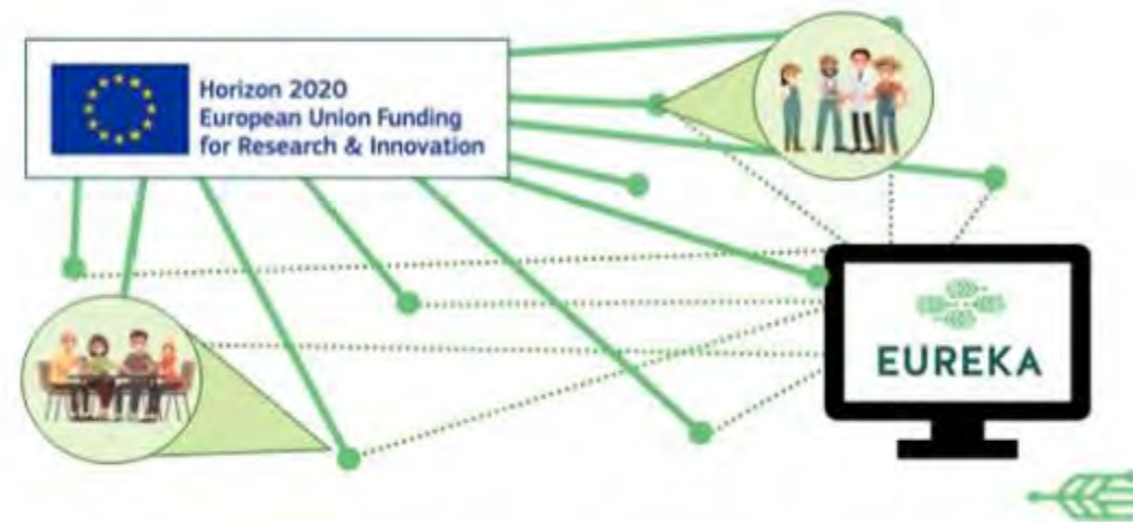 Horizon 2020
European Union Funding
for Research & Innovation
EUREKA